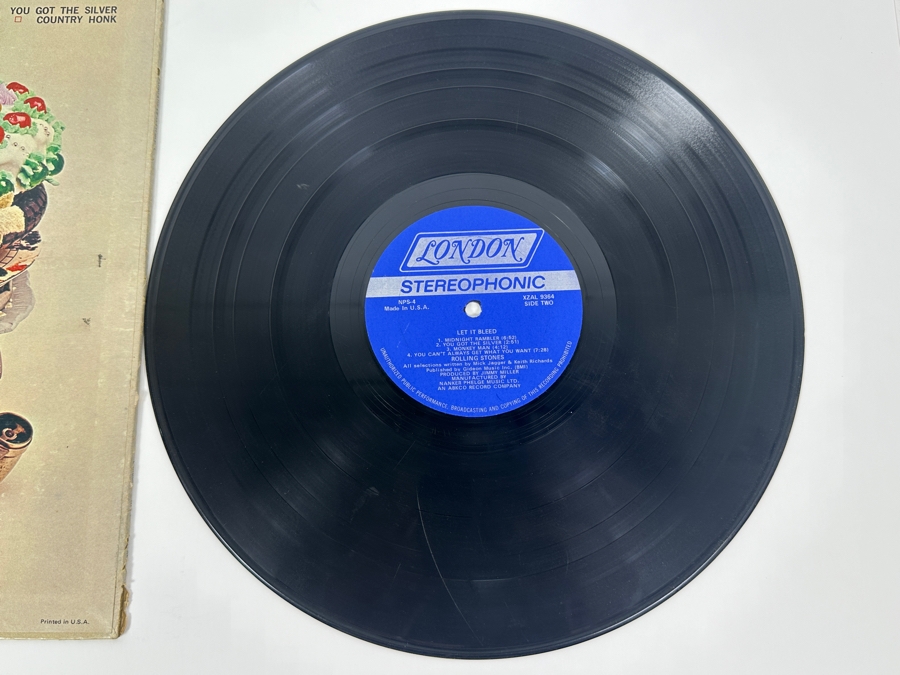 YOU GOT THE SILVER
COUNTRY HONK
LONDON
STEREOPHONIC
NPS-4
Made In U.S.A.
XZAL 9364
SIDE TWO
LET IT BLEED
1. MIDNIGHT RAMBLER (6:52)
2. YOU GOT THE SILVER (2:51)
3. MONKEY MAN (4:12)
4. YOU CAN'T ALWAYS GET WHAT YOU WANT (7:28)
ROLLING STONES
All selections written by Mick Jagger & Keith Richards
Published by Gideon Music Inc. (BMI)
PRODUCED BY JIMMY MILLER
MANUFACTURED BY
NANKER PHELGE MUSIC LTD.
AN ABKCO RECORD COMPANY
UNAUTHORIZED PUBLIC PERFORMANCE, BROADCASTING AND COPYING OF THIS RECORDING PROHIBITED
Printed in U.S.A.